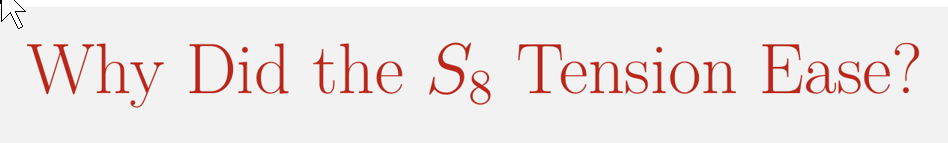 Why Did the S₈ Tension Ease?